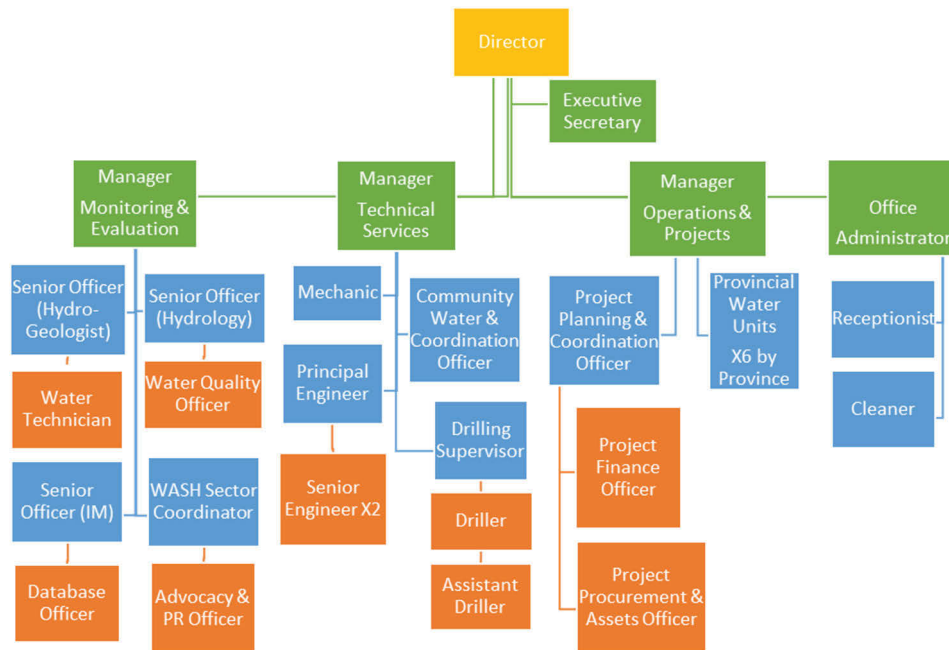 Director
Executive
Secretary
Manager
Monitoring &
Evaluation
Manager
Technical
Services
Manager
Operations &
Projects
Office
Administrator
Senior Officer
(Hydro-
Geologist)
Senior Officer
(Hydrology)
Mechanic
Community
Water &
Coordination
Officer
Project
Planning &
Coordination
Officer
Provincial
Water
Units
X6 by
Province
Receptionist
Water
Technician
Water Quality
Officer
Principal
Engineer
Cleaner
Senior
Officer (IM)
WASH Sector
Coordinator
Senior
Engineer X2
Drilling
Supervisor
Project
Finance
Officer
Driller
Database
Officer
Advocacy &
PR Officer
Assistant
Driller
Project
Procurement &
Assets Officer